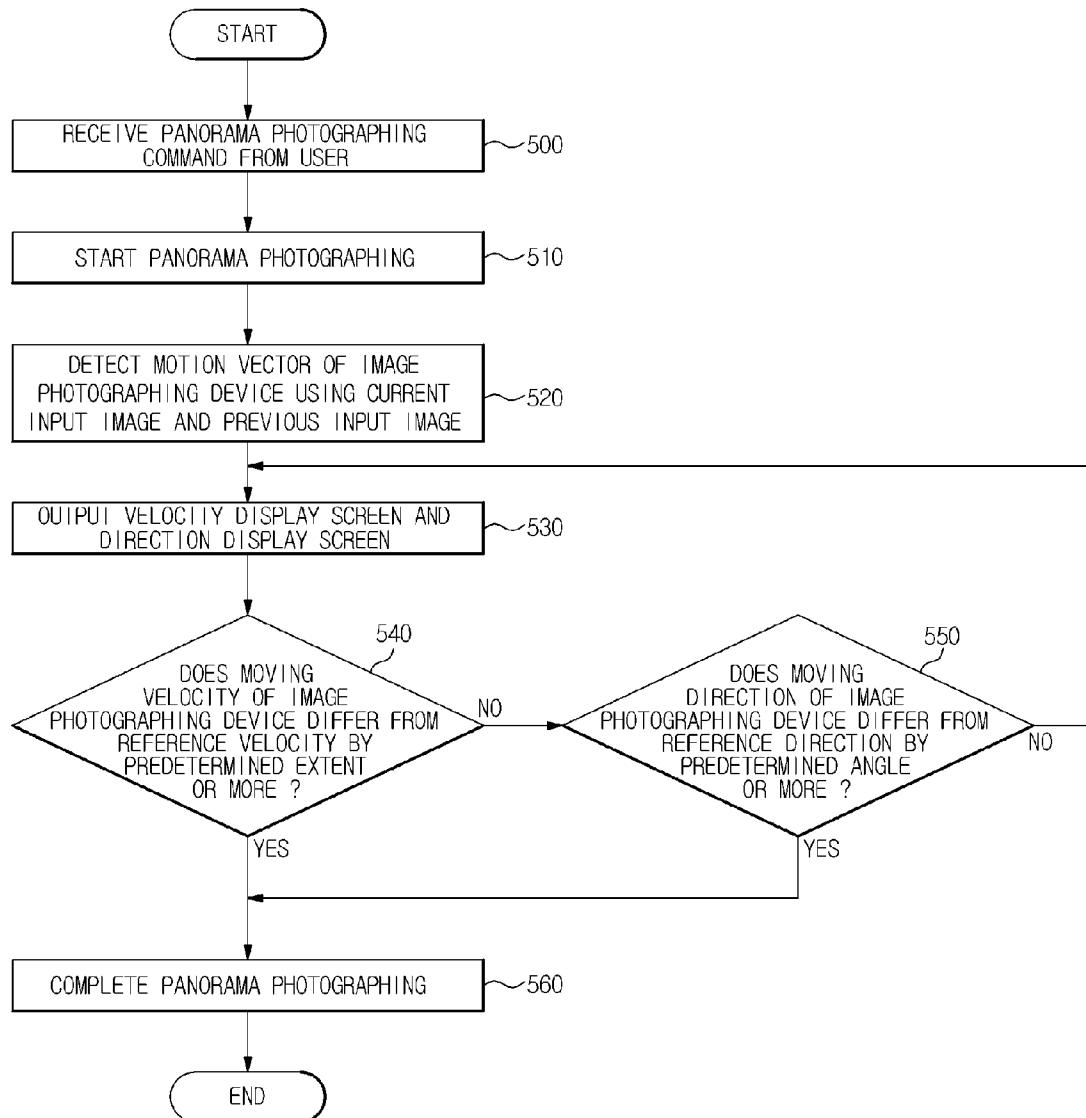 START
RECEIVE PANORAMA PHOTOGRAPHING
COMMAND FROM USER
500
START PANORAMA PHOTOGRAPHING
510
DETECT MOTION VECTOR OF IMAGE
PHOTOGRAPHING DEVICE USING CURRENT
INPUT IMAGE AND PREVIOUS INPUT IMAGE
520
OUIPUI VELOCIIY DISPLAY SCREEN AND
DIRECTION DISPLAY SCREEN
530
540
DOES MOVING
VELOCITY OF IMAGE
PHOTOGRAPHING DEVICE DIFFER FROM
REFERENCE VELOCITY BY
PREDETERMINED EXTENT
OR MORE ?
NO
YES
550
DOES MOVING
DIRECTION OF IMAGE
PHOTOGRAPHING DEVICE DIFFER FROM
REFERENCE DIRECTION BY
PREDETERMINED ANGLE
OR MORE ?
NO
YES
COMPLETE PANORAMA PHOTOGRAPHING
560
END